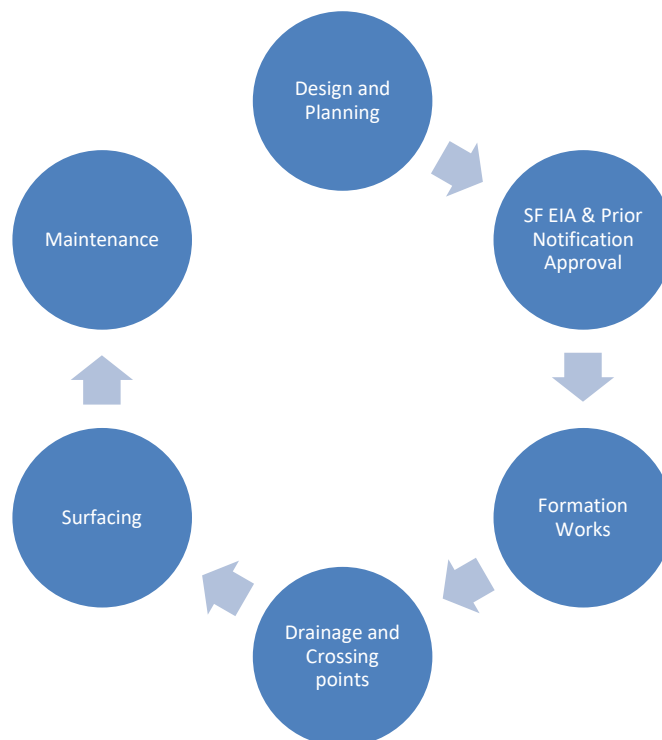 Design and
Planning
SF EIA & Prior
Notification
Approval
Formation
Works
Drainage and
Crossing
points
Surfacing
Maintenance